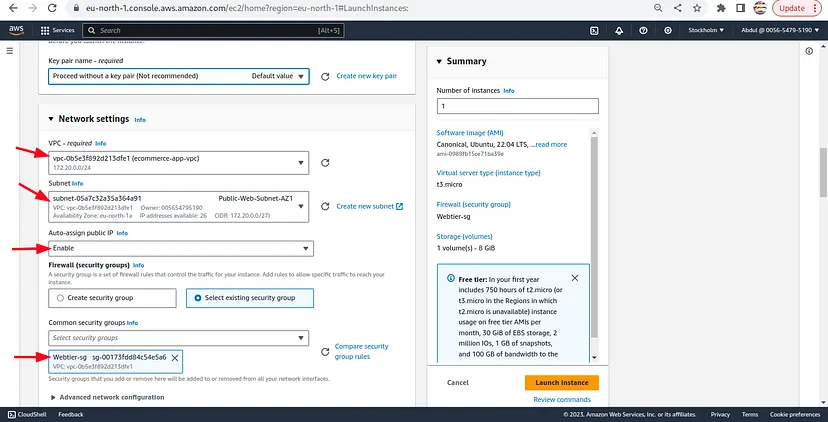 eu-north-1.console.aws.amazon.com/ec2/home?region=eu-north-1#LaunchInstances:
Update
aws
Services
Search
[Alt+S]
Stockholm
Abdul @ 0056-5479-5190
before you launch the instance.
Key pair name - required
Proceed without a key pair (Not recommended)
Default value
Create new key pair
Network settings Info
VPC - required Info
vpc-0b5e3f892d213dfe1 (ecommerce-app-vpc)
172.20.0.0/24
Subnet Info
subnet-05a7c32a35a364a91
Public-Web-Subnet-AZ1
VPC: vpc-0b5e3f892d213dfe1 Owner: 005654795190
Availability Zone: eu-north-1a IP addresses available: 26 CIDR: 172.20.0.0/27)
Create new subnet
Auto-assign public IP Info
Enable
Firewall (security groups) Info
A security group is a set of firewall rules that control the traffic for your instance. Add rules to allow specific traffic to reach your
instance.
Create security group
Select existing security group
Common security groups Info
Select security groups
Webtier-sg sg-00173fdd84c54e5a6
VPC: vpc-0b5e3f892d213dfe1
Compare security
group rules
Security groups that you add or remove here will be added to or removed from all your network interfaces.
Advanced network configuration
Summary
Number of instances Info
1
Software Image (AMI)
Canonical, Ubuntu, 22.04 LTS, ...read more
ami-0989fb15ce71ba39e
Virtual server type (instance type)
t3.micro
Firewall (security group)
Webtier-sg
Storage (volumes)
1 volume(s) - 8 GiB
Free tier: In your first
year includes 750 hours of t2.micro (or
t3.micro in the Regions in which
t2.micro is unavailable) instance
usage on free tier AMIs per
month, 30 GiB of EBS storage, 2
million IOs, 1 GB of snapshots,
and 100 GB of bandwidth to the
Cancel
Launch instance
Review commands
CloudShell
Feedback
© 2023, Amazon Web Services, Inc. or its affiliates.
Privacy
Terms
Cookie preferences